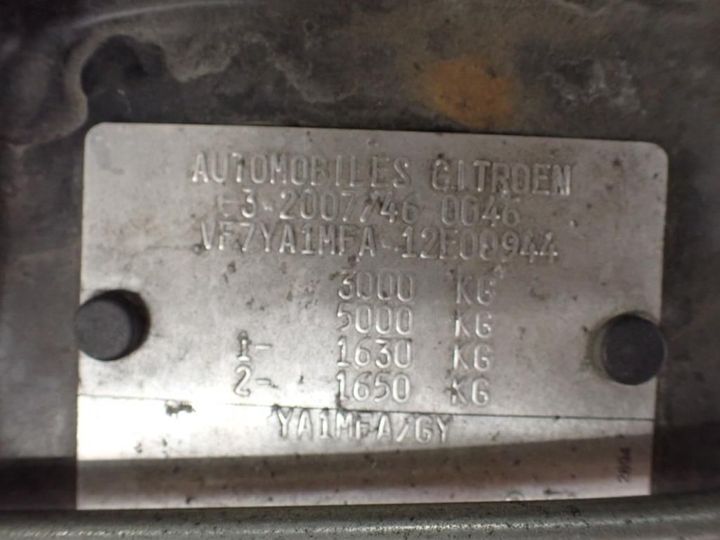 AUTOMOBILES CITROEN
e3*2007/46*0046
VF7YA1MFA 12F00944
3000 KG
5000 KG
1- 1630 KG
2- 1650 KG
YA1MFA/GY